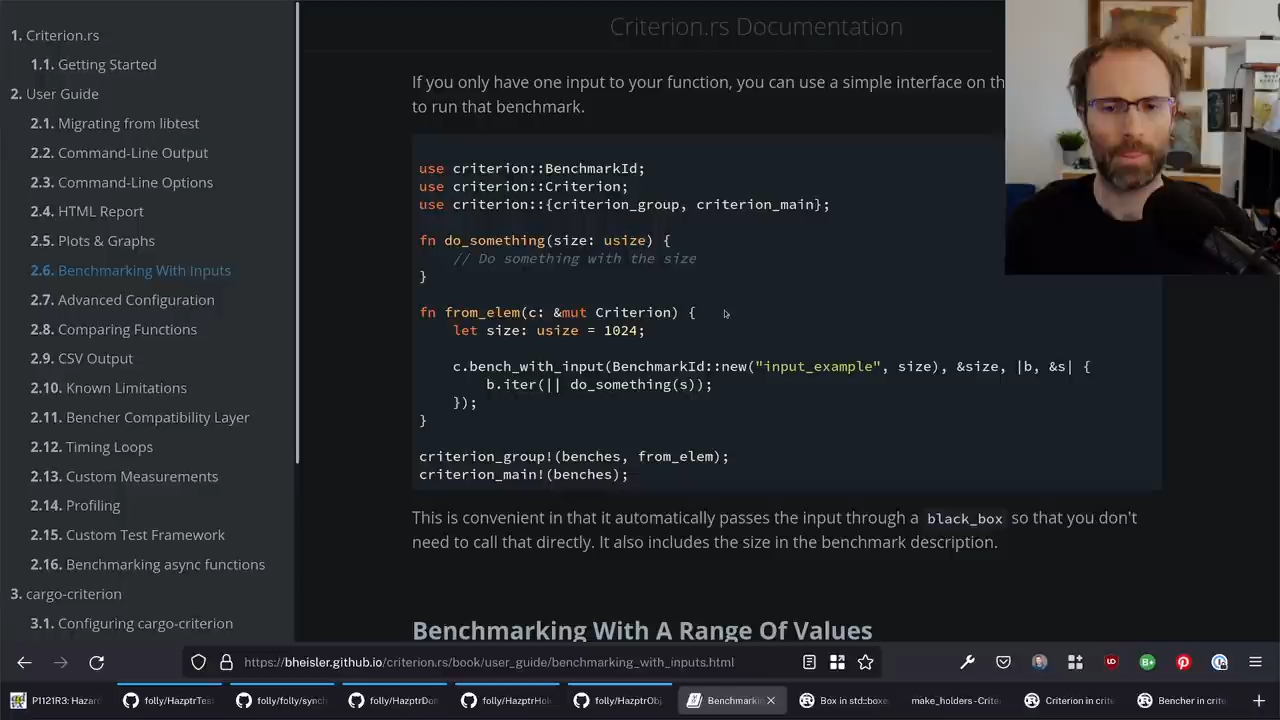 Criterion.rs Documentation
1. Criterion.rs
1.1. Getting Started
2. User Guide
2.1. Migrating from libtest
2.2. Command-Line Output
2.3. Command-Line Options
2.4. HTML Report
2.5. Plots & Graphs
2.6. Benchmarking With Inputs
2.7. Advanced Configuration
2.8. Comparing Functions
2.9. CSV Output
2.10. Known Limitations
2.11. Bencher Compatibility Layer
2.12. Timing Loops
2.13. Custom Measurements
2.14. Profiling
2.15. Custom Test Framework
2.16. Benchmarking async functions
3. cargo-criterion
3.1. Configuring cargo-criterion
If you only have one input to your function, you can use a simple interface on th
to run that benchmark.
use criterion::BenchmarkId;
use criterion::Criterion;
use criterion::{criterion_group, criterion_main};
fn do_something(size: usize) {
// Do something with the size
}
fn from_elem(c: &mut Criterion) {
let size: usize = 1024;
c.bench_with_input(BenchmarkId::new("input_example", size), &size, |b, &s| {
b.iter(|| do_something(s));
});
}
criterion_group!(benches, from_elem);
criterion_main!(benches);
This is convenient in that it automatically passes the input through a black_box so that you don't
need to call that directly. It also includes the size in the benchmark description.
Benchmarking With A Range Of Values
https://bheisler.github.io/criterion.rs/book/user_guide/benchmarking_with_inputs.html
P1121R3: Hazard
folly/HazptrTest
folly/folly/synch
folly/HazptrDon
folly/HazptrHol
folly/HazptrObj
Benchmarkin
Box in std::boxe
make_holders - Crite
Criterion in criter
Bencher in crite